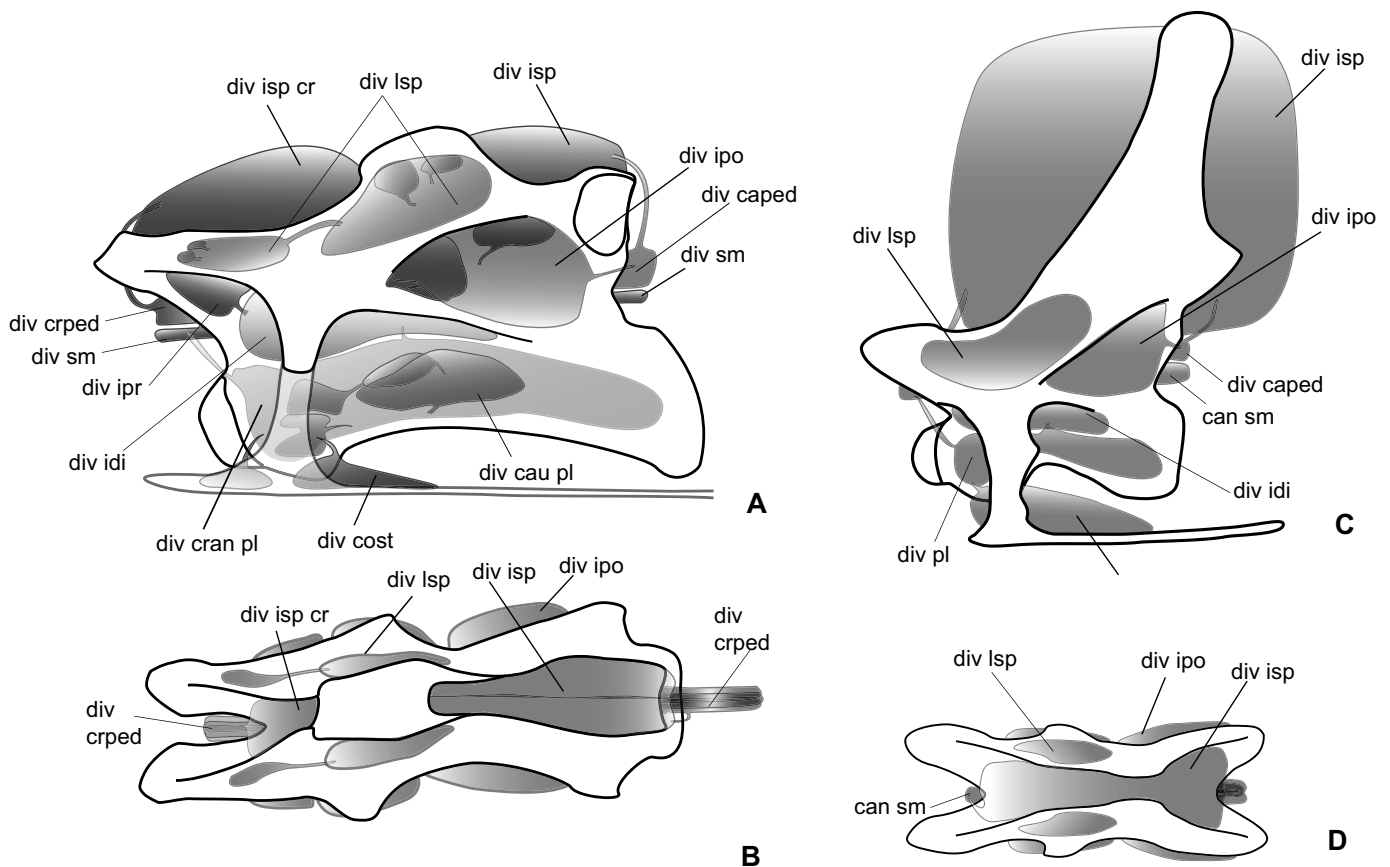 div isp cr
div lsp
div isp
div ipo
div caped
div sm
div crped
div sm
div ipr
div idi
div cran pl
div cost
div cau pl
A
div isp cr
div lsp
div isp
div ipo
div
crped
div
crped
B
div isp
div ipo
div lsp
div caped
can sm
div idi
div pl
C
div lsp
div ipo
div isp
can sm
D